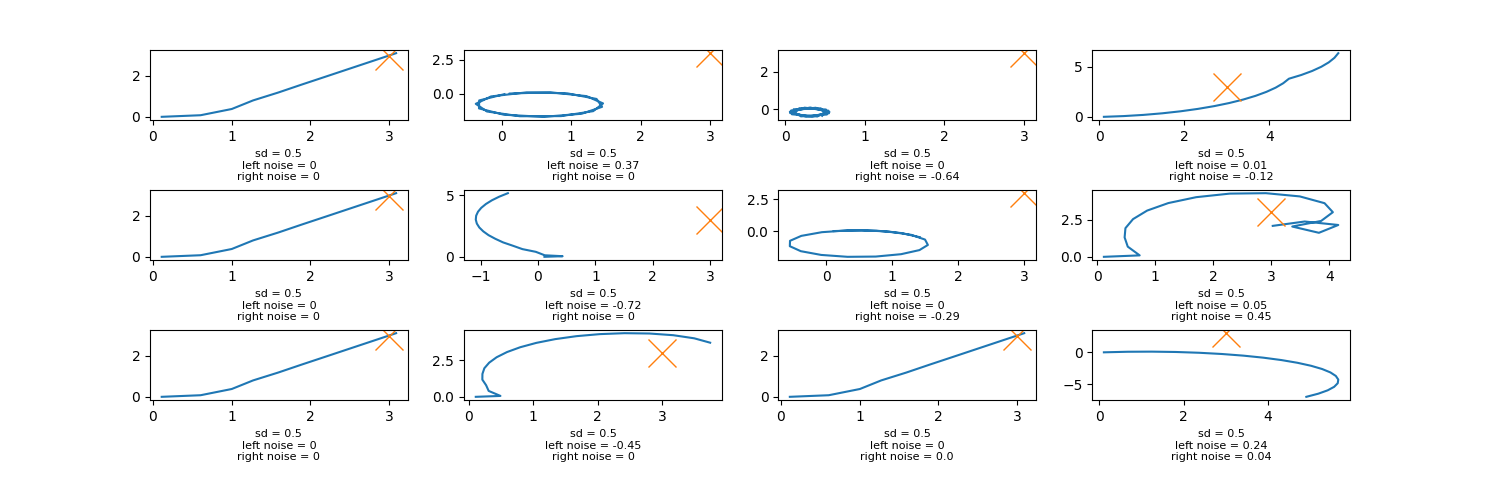 2
0
0 1 2 3
sd = 0.5
left noise = 0
right noise = 0
2.5
0.0
0 1 2 3
sd = 0.5
left noise = 0.37
right noise = 0
2
0
0 1 2 3
sd = 0.5
left noise = 0
right noise = -0.64
5
0
0 2 4
sd = 0.5
left noise = 0.01
right noise = -0.12
2
0
0 1 2 3
sd = 0.5
left noise = 0
right noise = 0
5
0
−1 0 1 2 3
sd = 0.5
left noise = -0.72
right noise = 0
2.5
0.0
0 1 2 3
sd = 0.5
left noise = 0
right noise = -0.29
2.5
0.0
0 1 2 3 4
sd = 0.5
left noise = 0.05
right noise = 0.45
2
0
0 1 2 3
sd = 0.5
left noise = 0
right noise = 0
2.5
0.0
0 1 2 3
sd = 0.5
left noise = -0.45
right noise = 0
2
0
0 1 2 3
sd = 0.5
left noise = 0
right noise = 0.0
0
−5
0 2 4
sd = 0.5
left noise = 0.24
right noise = 0.04